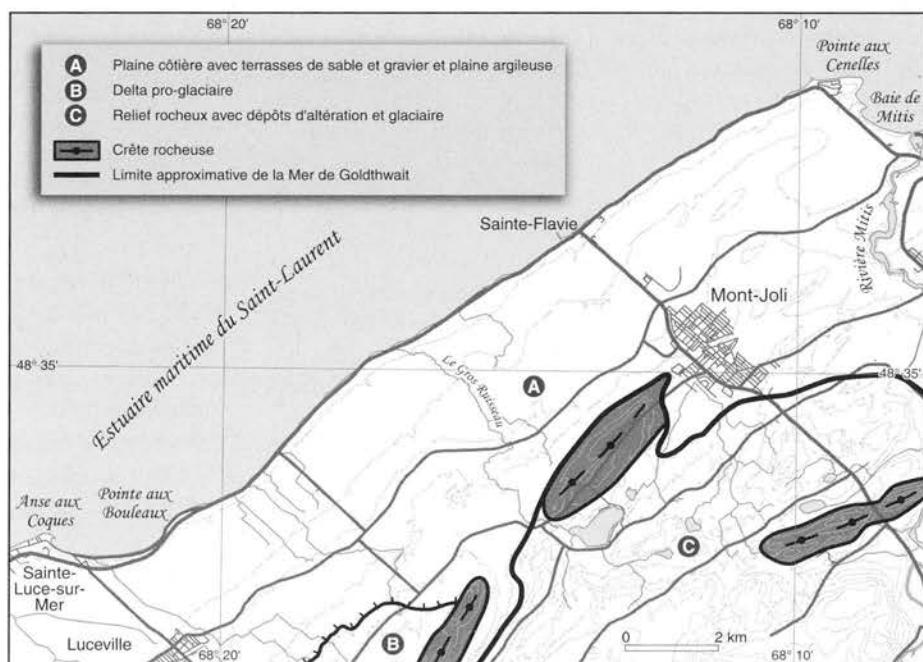 68° 20'
68° 10'
A Plaine côtière avec terrasses de sable et gravier et plaine argileuse
B Delta pro-glaciaire
C Relief rocheux avec dépôts d'altération et glaciaire
Crête rocheuse
Limite approximative de la Mer de Goldthwait
Pointe aux
Cenelles
Baie de
Mitis
Sainte-Flavie
Rivière Mitis
Estuaire maritime du Saint-Laurent
Mont-Joli
48° 35'
48° 35'
Le Gros Ruisseau
A
Anse aux
Coques
Pointe aux
Bouleaux
C
Sainte-
Luce-sur-
Mer
Luceville
B
0 2 km
68° 20'
68° 10'